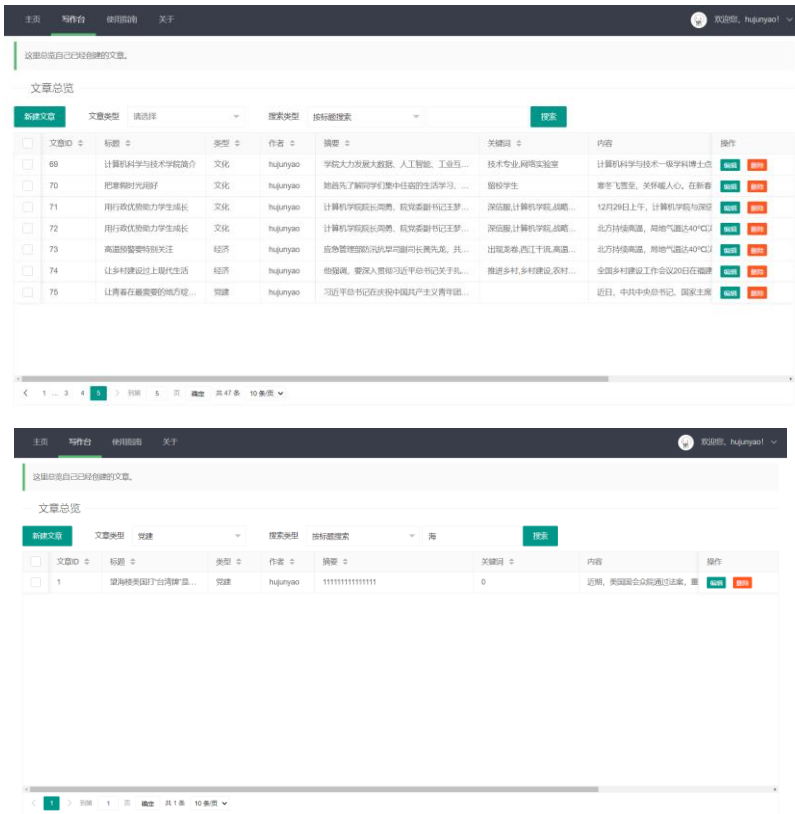 主页 写作台 使用指南 关于 欢迎您，hujunyao!
这里总览自己已经创建的文章。
文章总览
新建文章 文章类型 请选择 搜索类型 按标题搜索 搜索
文章ID 标题 类型 作者 摘要 关键词 内容 操作
69 计算机科学与技术学院简介 文化 hujunyao 学院大力发展大数据、人工智能、工业互... 技术专业,网络实验室 计算机科学与技术一级学科博士点 编辑 删除
70 把寒假时光用好 文化 hujunyao 她首先了解同学们集中住宿的生活学习、... 留校学生 寒冬飞雪至，关怀暖人心。在新春 编辑 删除
71 用行政优势助力学生成长 文化 hujunyao 计算机学院院长周勇、院党委副书记王梦... 深信服,计算机学院,战略... 12月29日上午，计算机学院与深信 编辑 删除
72 用行政优势助力学生成长 文化 hujunyao 计算机学院院长周勇、院党委副书记王梦... 深信服,计算机学院,战略... 北方持续高温，局地气温达40°C 编辑 删除
73 高温预警要特别关注 经济 hujunyao 应急管理部防汛抗旱司副司长黄先龙，共... 出现龙卷,西江干流,高温... 北方持续高温，局地气温达40°C 编辑 删除
74 让乡村建设过上现代生活 经济 hujunyao 他强调，要深入贯彻习近平总书记关于扎... 推进乡村,乡村建设,农村... 全国乡村建设工作会议20日在福建 编辑 删除
75 让青春在最需要的地方绽... 党建 hujunyao 习近平总书记在庆祝中国共产主义青年团... 近日，中共中央总书记、国家主席 编辑 删除
1 ... 3 4 5 到第 5 页 确定 共 47 条 10 条/页
主页 写作台 使用指南 关于 欢迎您，hujunyao!
这里总览自己已经创建的文章。
文章总览
新建文章 文章类型 党建 搜索类型 按标题搜索 海 搜索
文章ID 标题 类型 作者 摘要 关键词 内容 操作
1 望海楼美国打“台湾牌”是... 党建 hujunyao 111111111111111 0 近期，美国国会众院通过法案，重 编辑 删除
1 到第 1 页 确定 共 1 条 10 条/页